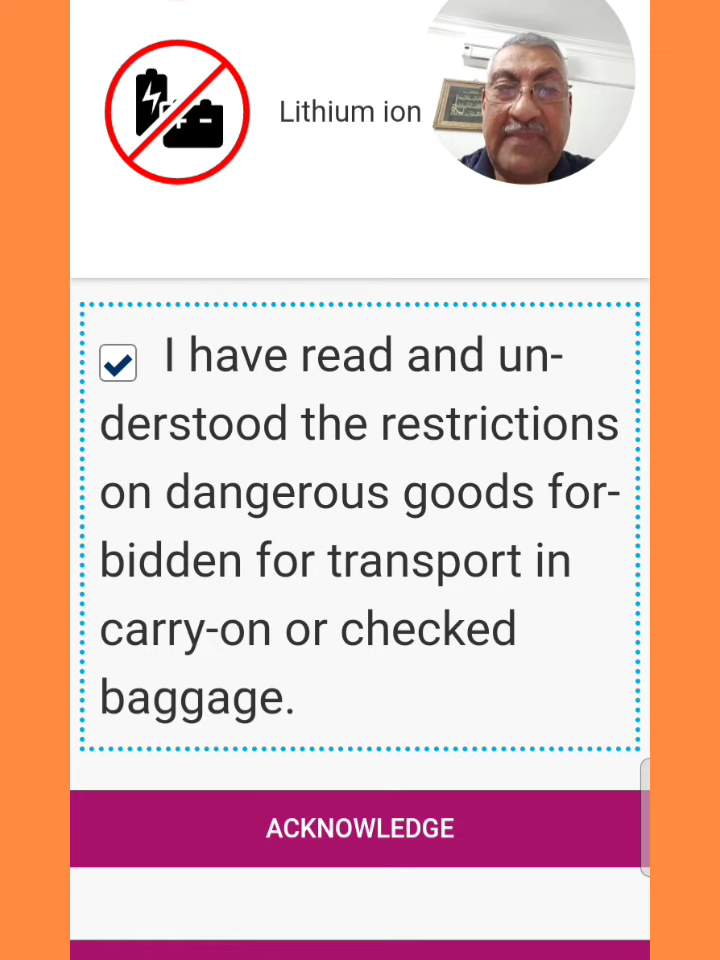 Lithium ion
I have read and un-
derstood the restrictions
on dangerous goods for-
bidden for transport in
carry-on or checked
baggage.
ACKNOWLEDGE